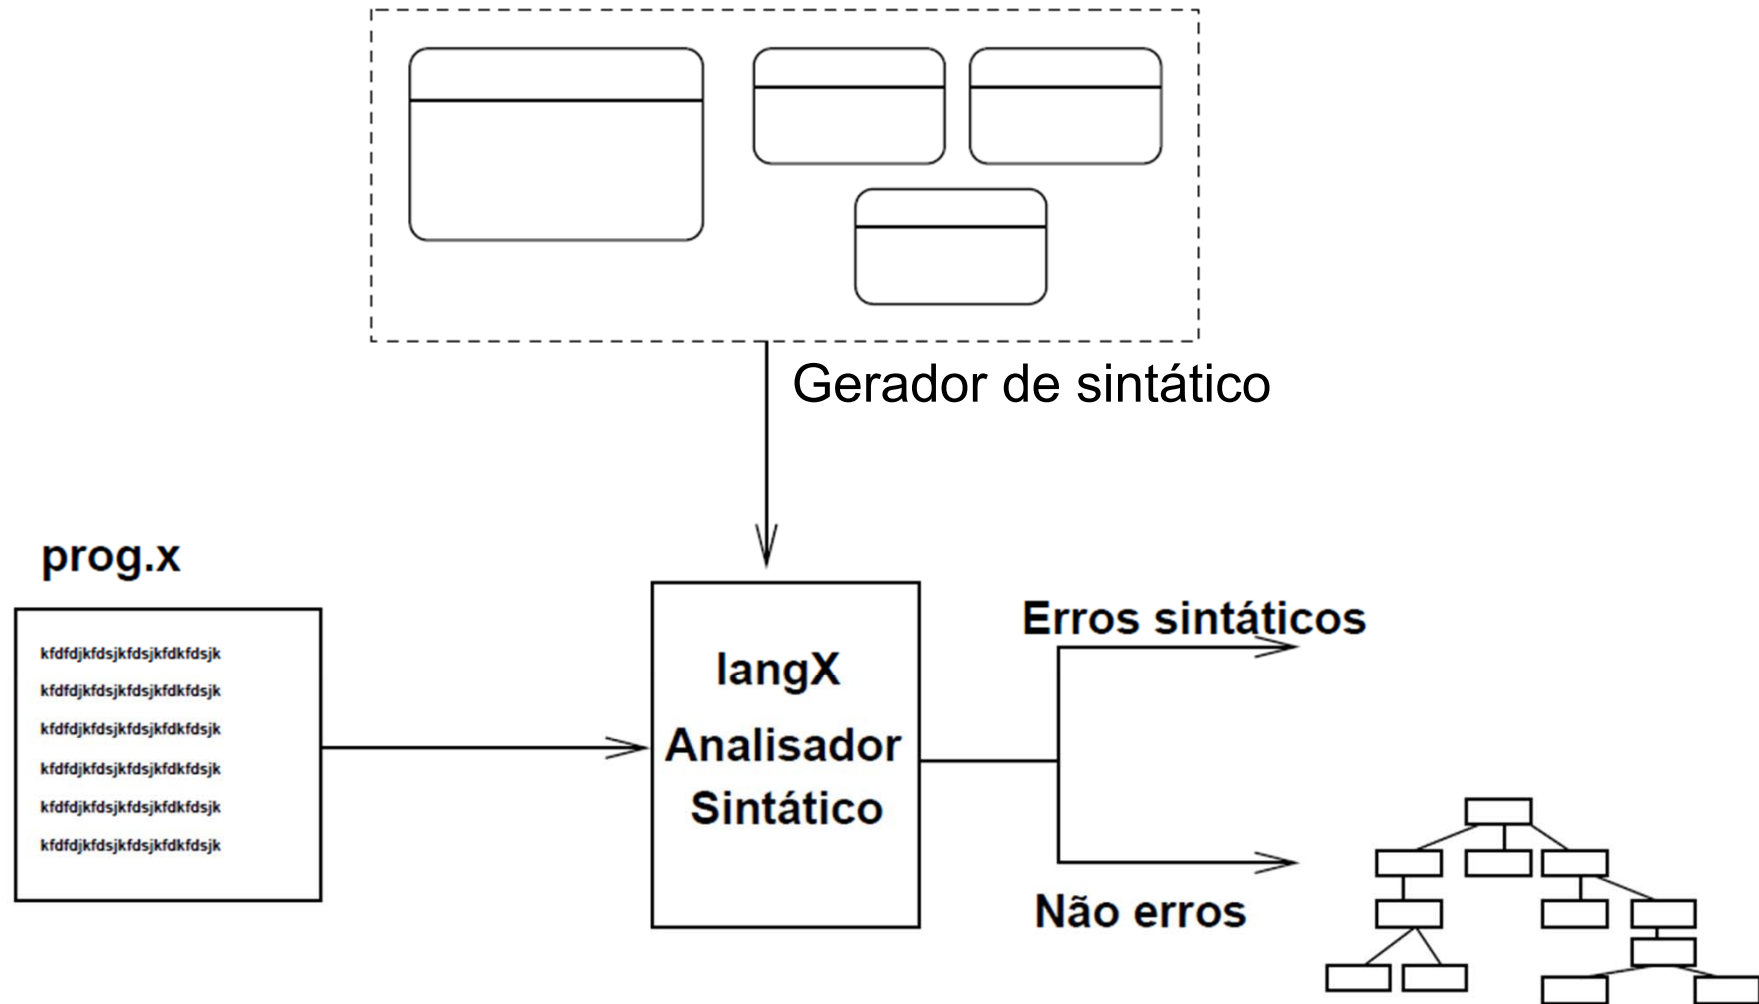 Gerador de sintático
prog.x
kfdfdjkfdsjkfdsjkfdkfdsjk
kfdfdjkfdsjkfdsjkfdkfdsjk
kfdfdjkfdsjkfdsjkfdkfdsjk
kfdfdjkfdsjkfdsjkfdkfdsjk
kfdfdjkfdsjkfdsjkfdkfdsjk
kfdfdjkfdsjkfdsjkfdkfdsjk
langX
Analisador
Sintático
Erros sintáticos
Não erros